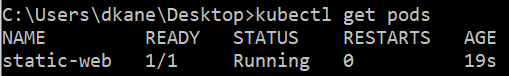 C:\Users\dkane\Desktop>kubectl get pods
NAME READY STATUS RESTARTS AGE
static-web 1/1 Running 0 19s